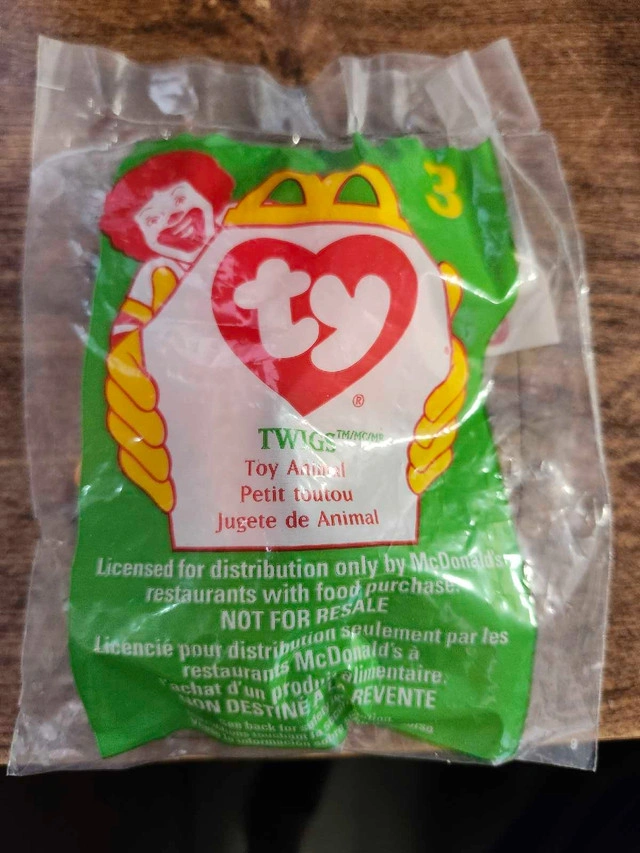 3
ty
®
TWIGS™/MC/MR
Toy Animal
Petit toutou
Jugete de Animal
Licensed for distribution only by McDonald's
restaurants with food purchase.
NOT FOR RESALE
Licencié pour distribution seulement par les
restaurants McDonald's à
l'achat d'un produit alimentaire.
NON DESTINÉ À LA REVENTE
back for